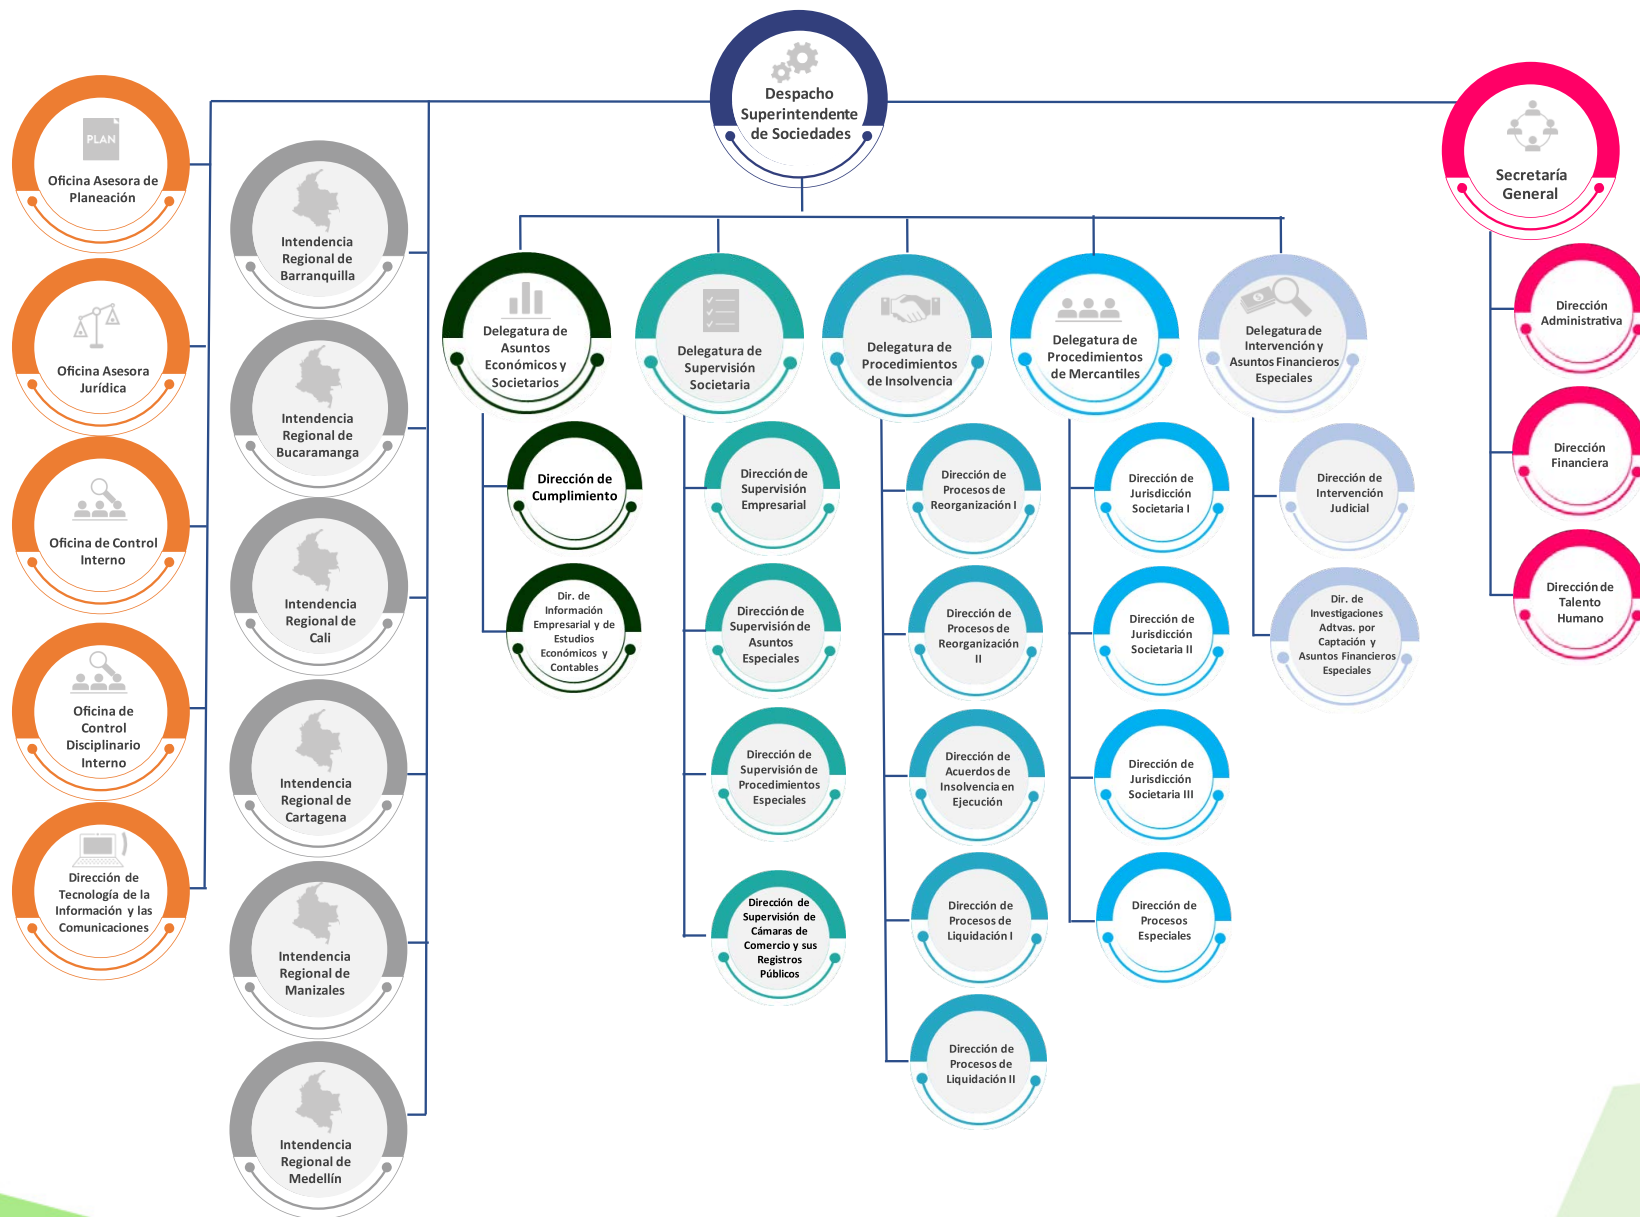 Despacho
Superintendente
de Sociedades
PLAN
Oficina Asesora de
Planeación
Oficina Asesora
Jurídica
Oficina de Control
Interno
Oficina de
Control
Disciplinario
Interno
Dirección de
Tecnología de la
Información y las
Comunicaciones
Intendencia
Regional de
Barranquilla
Intendencia
Regional de
Bucaramanga
Intendencia
Regional de
Cali
Intendencia
Regional de
Cartagena
Intendencia
Regional de
Manizales
Intendencia
Regional de
Medellín
Delegatura de
Asuntos
Económicos y
Societarios
Dirección de
Cumplimiento
Dir. de
Información
Empresarial y de
Estudios
Económicos y
Contables
Delegatura de
Supervisión
Societaria
Dirección de
Supervisión
Empresarial
Dirección de
Supervisión de
Asuntos
Especiales
Dirección de
Supervisión de
Procedimientos
Especiales
Dirección de
Supervisión de
Cámaras de
Comercio y sus
Registros
Públicos
Delegatura de
Procedimientos
de Insolvencia
Dirección de
Procesos de
Reorganización I
Dirección de
Procesos de
Reorganización
II
Dirección de
Acuerdos de
Insolvencia en
Ejecución
Dirección de
Procesos de
Liquidación I
Dirección de
Procesos de
Liquidación II
Delegatura de
Procedimientos
de Mercantiles
Dirección de
Jurisdicción
Societaria I
Dirección de
Jurisdicción
Societaria II
Dirección de
Jurisdicción
Societaria III
Dirección de
Procesos
Especiales
Delegatura de
Intervención y
Asuntos Financieros
Especiales
Dirección de
Intervención
Judicial
Dir. de
Investigaciones
Adtvas. por
Captación y
Asuntos Financieros
Especiales
Secretaría
General
Dirección
Administrativa
Dirección
Financiera
Dirección de
Talento
Humano